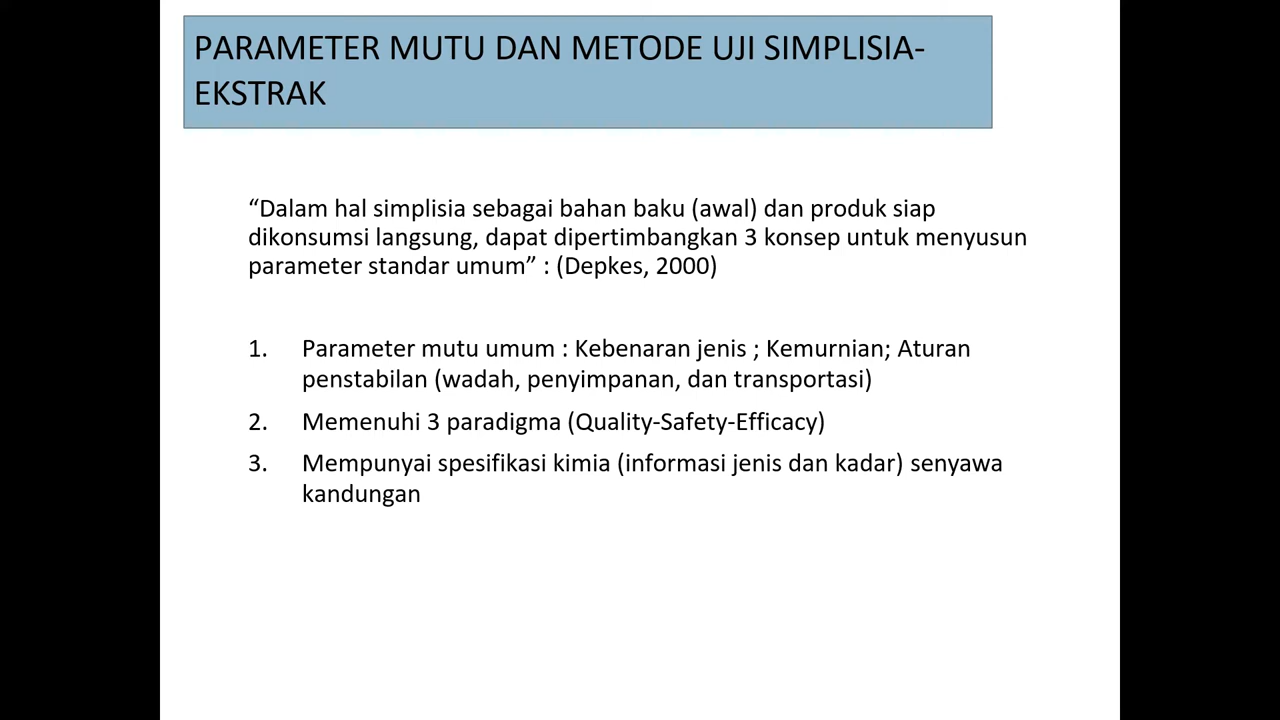 PARAMETER MUTU DAN METODE UJI SIMPLISIA-
EKSTRAK
“Dalam hal simplisia sebagai bahan baku (awal) dan produk siap
dikonsumsi langsung, dapat dipertimbangkan 3 konsep untuk menyusun
parameter standar umum” : (Depkes, 2000)
1. Parameter mutu umum : Kebenaran jenis ; Kemurnian; Aturan
penstabilan (wadah, penyimpanan, dan transportasi)
2. Memenuhi 3 paradigma (Quality-Safety-Efficacy)
3. Mempunyai spesifikasi kimia (informasi jenis dan kadar) senyawa
kandungan